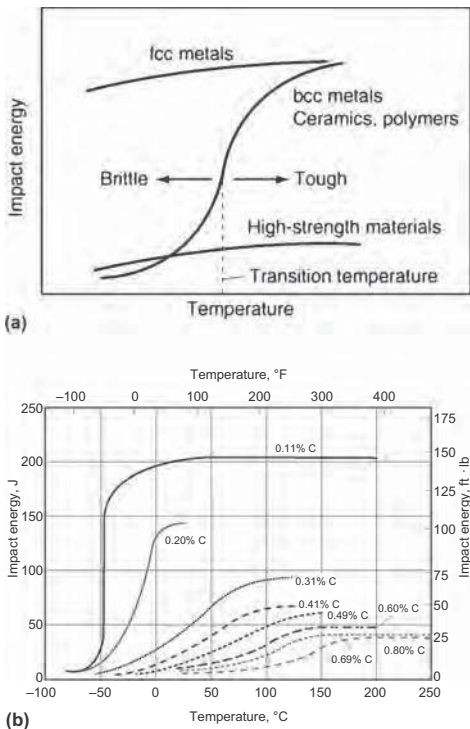 fcc metals
bcc metals
Ceramics, polymers
Brittle
Tough
High-strength materials
Transition temperature
Impact energy
Temperature
(a)
Temperature, °F
−100 0 100 200 300 400
250
200
150
100
50
0
Impact energy, J
175
150
125
100
75
50
25
0
Impact energy, ft · lb
0.11% C
0.20% C
0.31% C
0.41% C
0.49% C
0.60% C
0.69% C
0.80% C
−100 −50 0 50 100 150 200 250
Temperature, °C
(b)